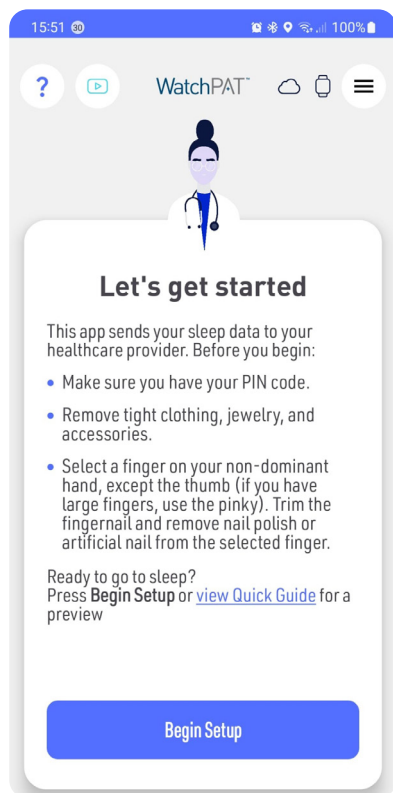 15:51 30 100%
? WatchPAT™
Let's get started
This app sends your sleep data to your
healthcare provider. Before you begin:
• Make sure you have your PIN code.
• Remove tight clothing, jewelry, and
accessories.
• Select a finger on your non-dominant
hand, except the thumb (if you have
large fingers, use the pinky). Trim the
fingernail and remove nail polish or
artificial nail from the selected finger.
Ready to go to sleep?
Press Begin Setup or view Quick Guide for a
preview
Begin Setup